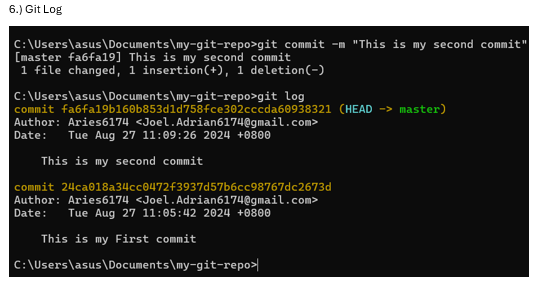 6.) Git Log
C:\Users\asus\Documents\my-git-repo>git commit -m "This is my second commit"
[master fa6fa19] This is my second commit
 1 file changed, 1 insertion(+), 1 deletion(-)
C:\Users\asus\Documents\my-git-repo>git log
commit fa6fa19b160b853d1d758fce302cccda60938321 (HEAD -> master)
Author: Aries6174 <Joel.Adrian6174@gmail.com>
Date:   Tue Aug 27 11:09:26 2024 +0800
    This is my second commit
commit 24ca018a34cc0472f3937d57b6cc98767dc2673d
Author: Aries6174 <Joel.Adrian6174@gmail.com>
Date:   Tue Aug 27 11:05:42 2024 +0800
    This is my First commit
C:\Users\asus\Documents\my-git-repo>